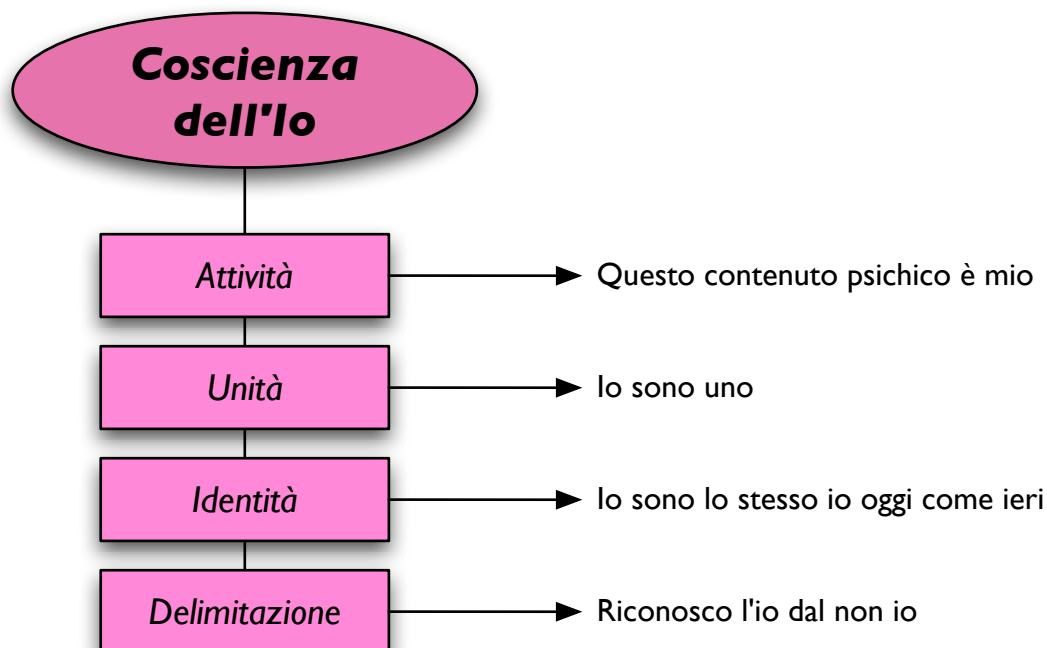 Coscienza
dell'Io
Attività
Questo contenuto psichico è mio
Unità
Io sono uno
Identità
Io sono lo stesso io oggi come ieri
Delimitazione
Riconosco l'io dal non io